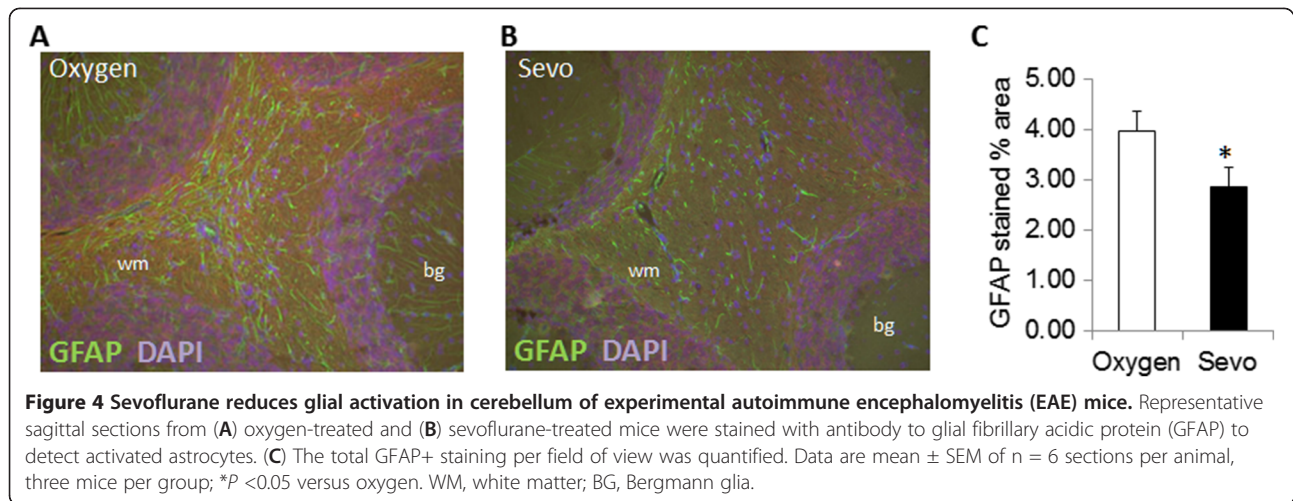 A
B
C
Oxygen
wm
bg
GFAP DAPI
Sevo
wm
bg
GFAP DAPI
GFAP stained % area
5.00
4.00
3.00
2.00
1.00
0.00
*
Oxygen Sevo
Figure 4 Sevoflurane reduces glial activation in cerebellum of experimental autoimmune encephalomyelitis (EAE) mice. Representative
sagittal sections from (A) oxygen-treated and (B) sevoflurane-treated mice were stained with antibody to glial fibrillary acidic protein (GFAP) to
detect activated astrocytes. (C) The total GFAP+ staining per field of view was quantified. Data are mean ± SEM of n = 6 sections per animal,
three mice per group; *P <0.05 versus oxygen. WM, white matter; BG, Bergmann glia.